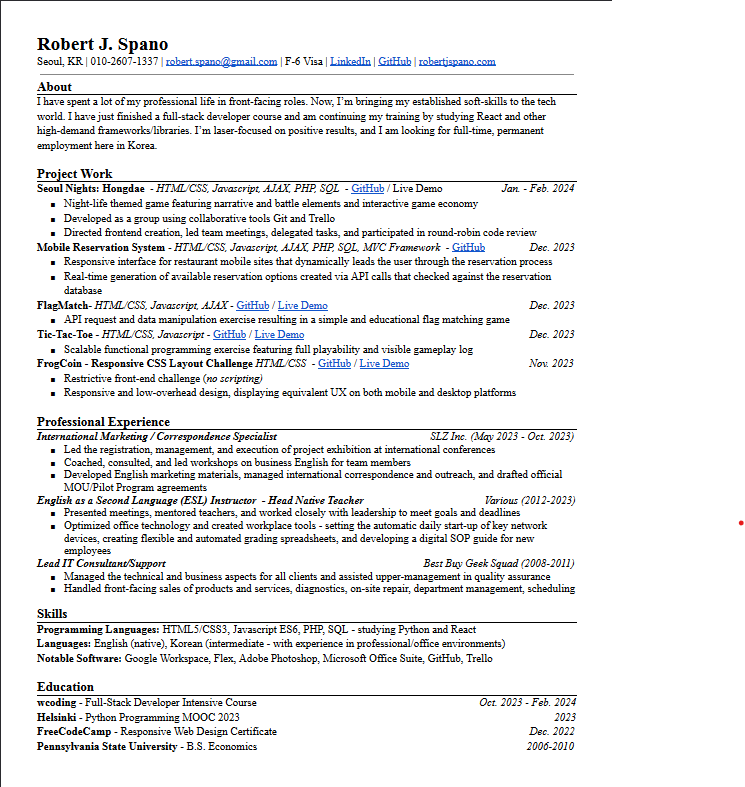 Robert J. Spano
Seoul, KR | 010-2607-1337 | robert.spano@gmail.com | F-6 Visa | LinkedIn | GitHub | robertjspano.com
About
I have spent a lot of my professional life in front-facing roles. Now, I'm bringing my established soft-skills to the tech
world. I have just finished a full-stack developer course and am continuing my training by studying React and other
high-demand frameworks/libraries. I'm laser-focused on positive results, and I am looking for full-time, permanent
employment here in Korea.
Project Work
Seoul Nights: Hongdae - HTML/CSS, Javascript, AJAX, PHP, SQL - GitHub / Live Demo Jan. - Feb. 2024
▪ Night-life themed game featuring narrative and battle elements and interactive game economy
▪ Developed as a group using collaborative tools Git and Trello
▪ Directed frontend creation, led team meetings, delegated tasks, and participated in round-robin code review
Mobile Reservation System - HTML/CSS, Javascript, AJAX, PHP, SQL, MVC Framework - GitHub Dec. 2023
▪ Responsive interface for restaurant mobile sites that dynamically leads the user through the reservation process
▪ Real-time generation of available reservation options created via API calls that checked against the reservation
database
FlagMatch- HTML/CSS, Javascript, AJAX - GitHub / Live Demo Dec. 2023
▪ API request and data manipulation exercise resulting in a simple and educational flag matching game
Tic-Tac-Toe - HTML/CSS, Javascript - GitHub / Live Demo Dec. 2023
▪ Scalable functional programming exercise featuring full playability and visible gameplay log
FrogCoin - Responsive CSS Layout Challenge HTML/CSS - GitHub / Live Demo Nov. 2023
▪ Restrictive front-end challenge (no scripting)
▪ Responsive and low-overhead design, displaying equivalent UX on both mobile and desktop platforms
Professional Experience
International Marketing / Correspondence Specialist SLZ Inc. (May 2023 - Oct. 2023)
▪ Led the registration, management, and execution of project exhibition at international conferences
▪ Coached, consulted, and led workshops on business English for team members
▪ Developed English marketing materials, managed international correspondence and outreach, and drafted official
MOU/Pilot Program agreements
English as a Second Language (ESL) Instructor - Head Native Teacher Various (2012-2023)
▪ Presented meetings, mentored teachers, and worked closely with leadership to meet goals and deadlines
▪ Optimized office technology and created workplace tools - setting the automatic daily start-up of key network
devices, creating flexible and automated grading spreadsheets, and developing a digital SOP guide for new
employees
Lead IT Consultant/Support Best Buy Geek Squad (2008-2011)
▪ Managed the technical and business aspects for all clients and assisted upper-management in quality assurance
▪ Handled front-facing sales of products and services, diagnostics, on-site repair, department management, scheduling
Skills
Programming Languages: HTML5/CSS3, Javascript ES6, PHP, SQL - studying Python and React
Languages: English (native), Korean (intermediate - with experience in professional/office environments)
Notable Software: Google Workspace, Flex, Adobe Photoshop, Microsoft Office Suite, GitHub, Trello
Education
wcoding - Full-Stack Developer Intensive Course Oct. 2023 - Feb. 2024
Helsinki - Python Programming MOOC 2023 2023
FreeCodeCamp - Responsive Web Design Certificate Dec. 2022
Pennsylvania State University - B.S. Economics 2006-2010